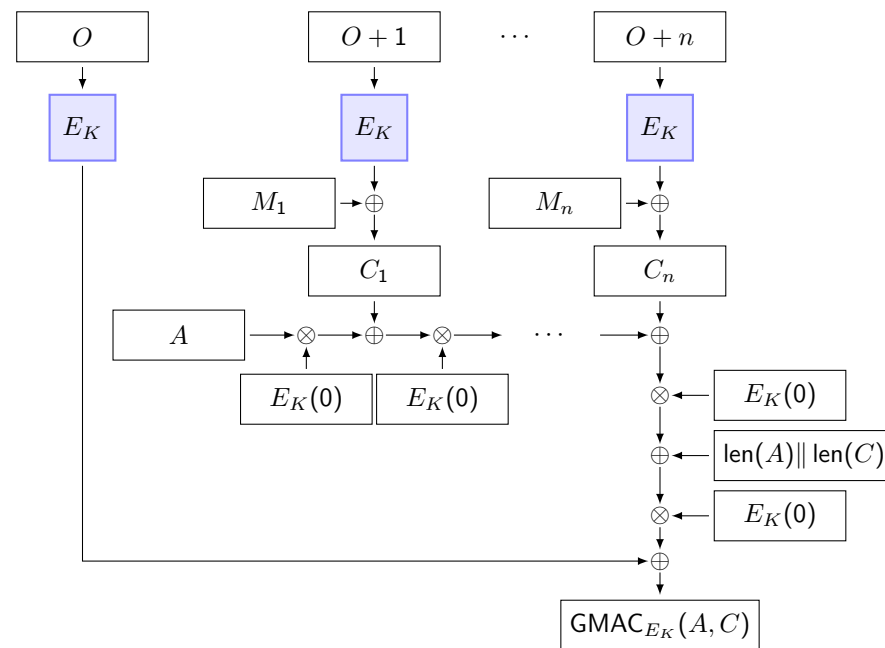 O O + 1 ⋯ O + n
E_K E_K E_K
M_1 ⊕ M_n ⊕
C_1 C_n
A ⊗ ⊕ ⊗ ⋯ ⊕
E_K(0) E_K(0) ⊗ E_K(0)
⊕ len(A)‖ len(C)
⊗ E_K(0)
⊕
GMAC_{E_K}(A, C)